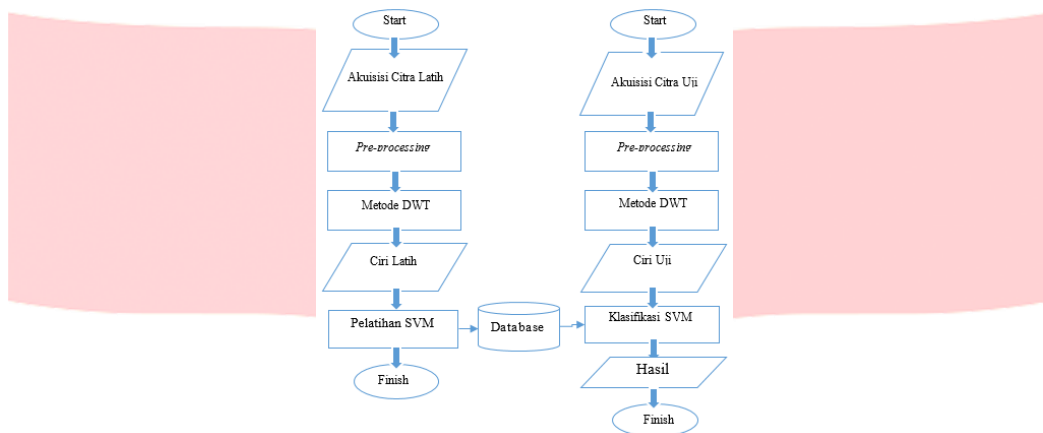 Start
Akuisisi Citra Latih
Pre-processing
Metode DWT
Ciri Latih
Pelatihan SVM
Finish
Database
Start
Akuisisi Citra Uji
Pre-processing
Metode DWT
Ciri Uji
Klasifikasi SVM
Hasil
Finish